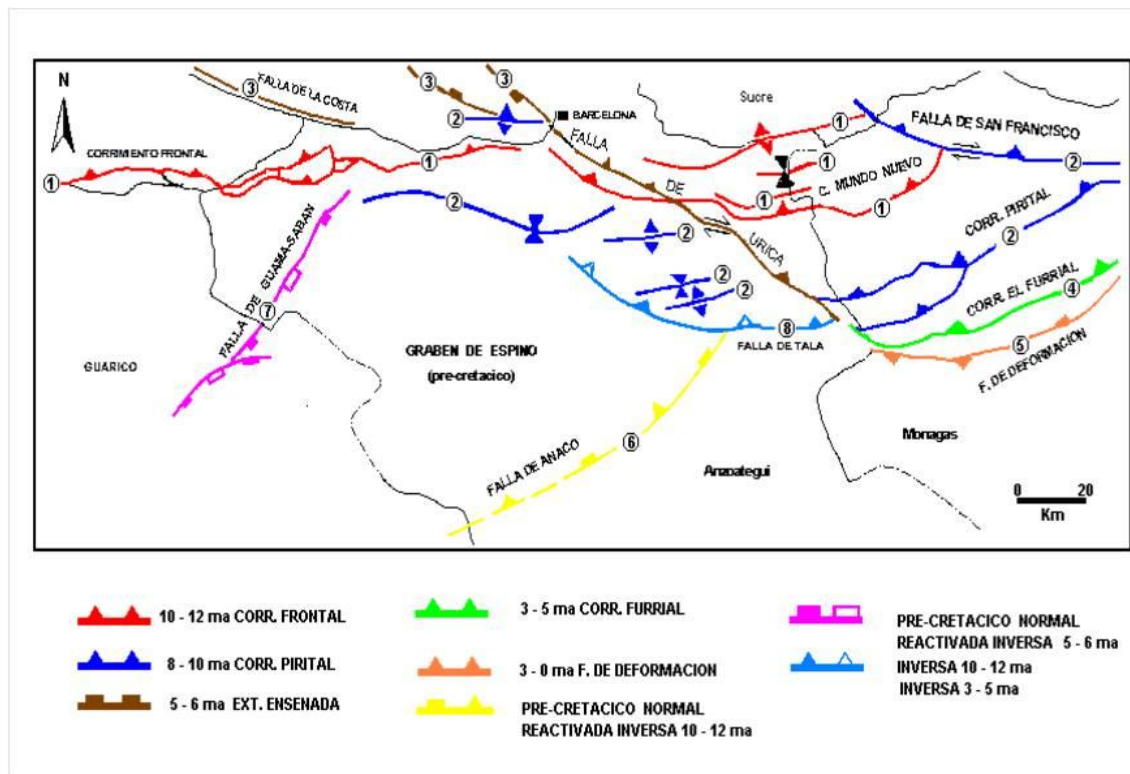 N
③
FALLA DE LA COSTA
③
③
②
BARCELONA
Sucre
①
FALLA DE SAN FRANCISCO
②
CORRIMIENTO FRONTAL
①
①
FALLA
DE
URICA
①
①
C. MUNDO NUEVO
①
②
②
②
②
CORR. PIRITAL
②
FALLA DE GUAMA-SABAN
⑦
CORR. EL FURRIAL
④
⑧
FALLA DE TALA
⑤
F. DE DEFORMACION
GUARICO
GRABEN DE ESPINO
(pre-cretacico)
FALLA DE ANACO
⑥
Anzoategui
Monagas
0 20
Km
10 - 12 ma CORR. FRONTAL
8 - 10 ma CORR. PIRITAL
5 - 6 ma EXT. ENSENADA
3 - 5 ma CORR. FURRIAL
3 - 0 ma F. DE DEFORMACION
PRE-CRETACICO NORMAL
REACTIVADA INVERSA 10 - 12 ma
PRE-CRETACICO NORMAL
REACTIVADA INVERSA 5 - 6 ma
INVERSA 10 - 12 ma
INVERSA 3 - 5 ma